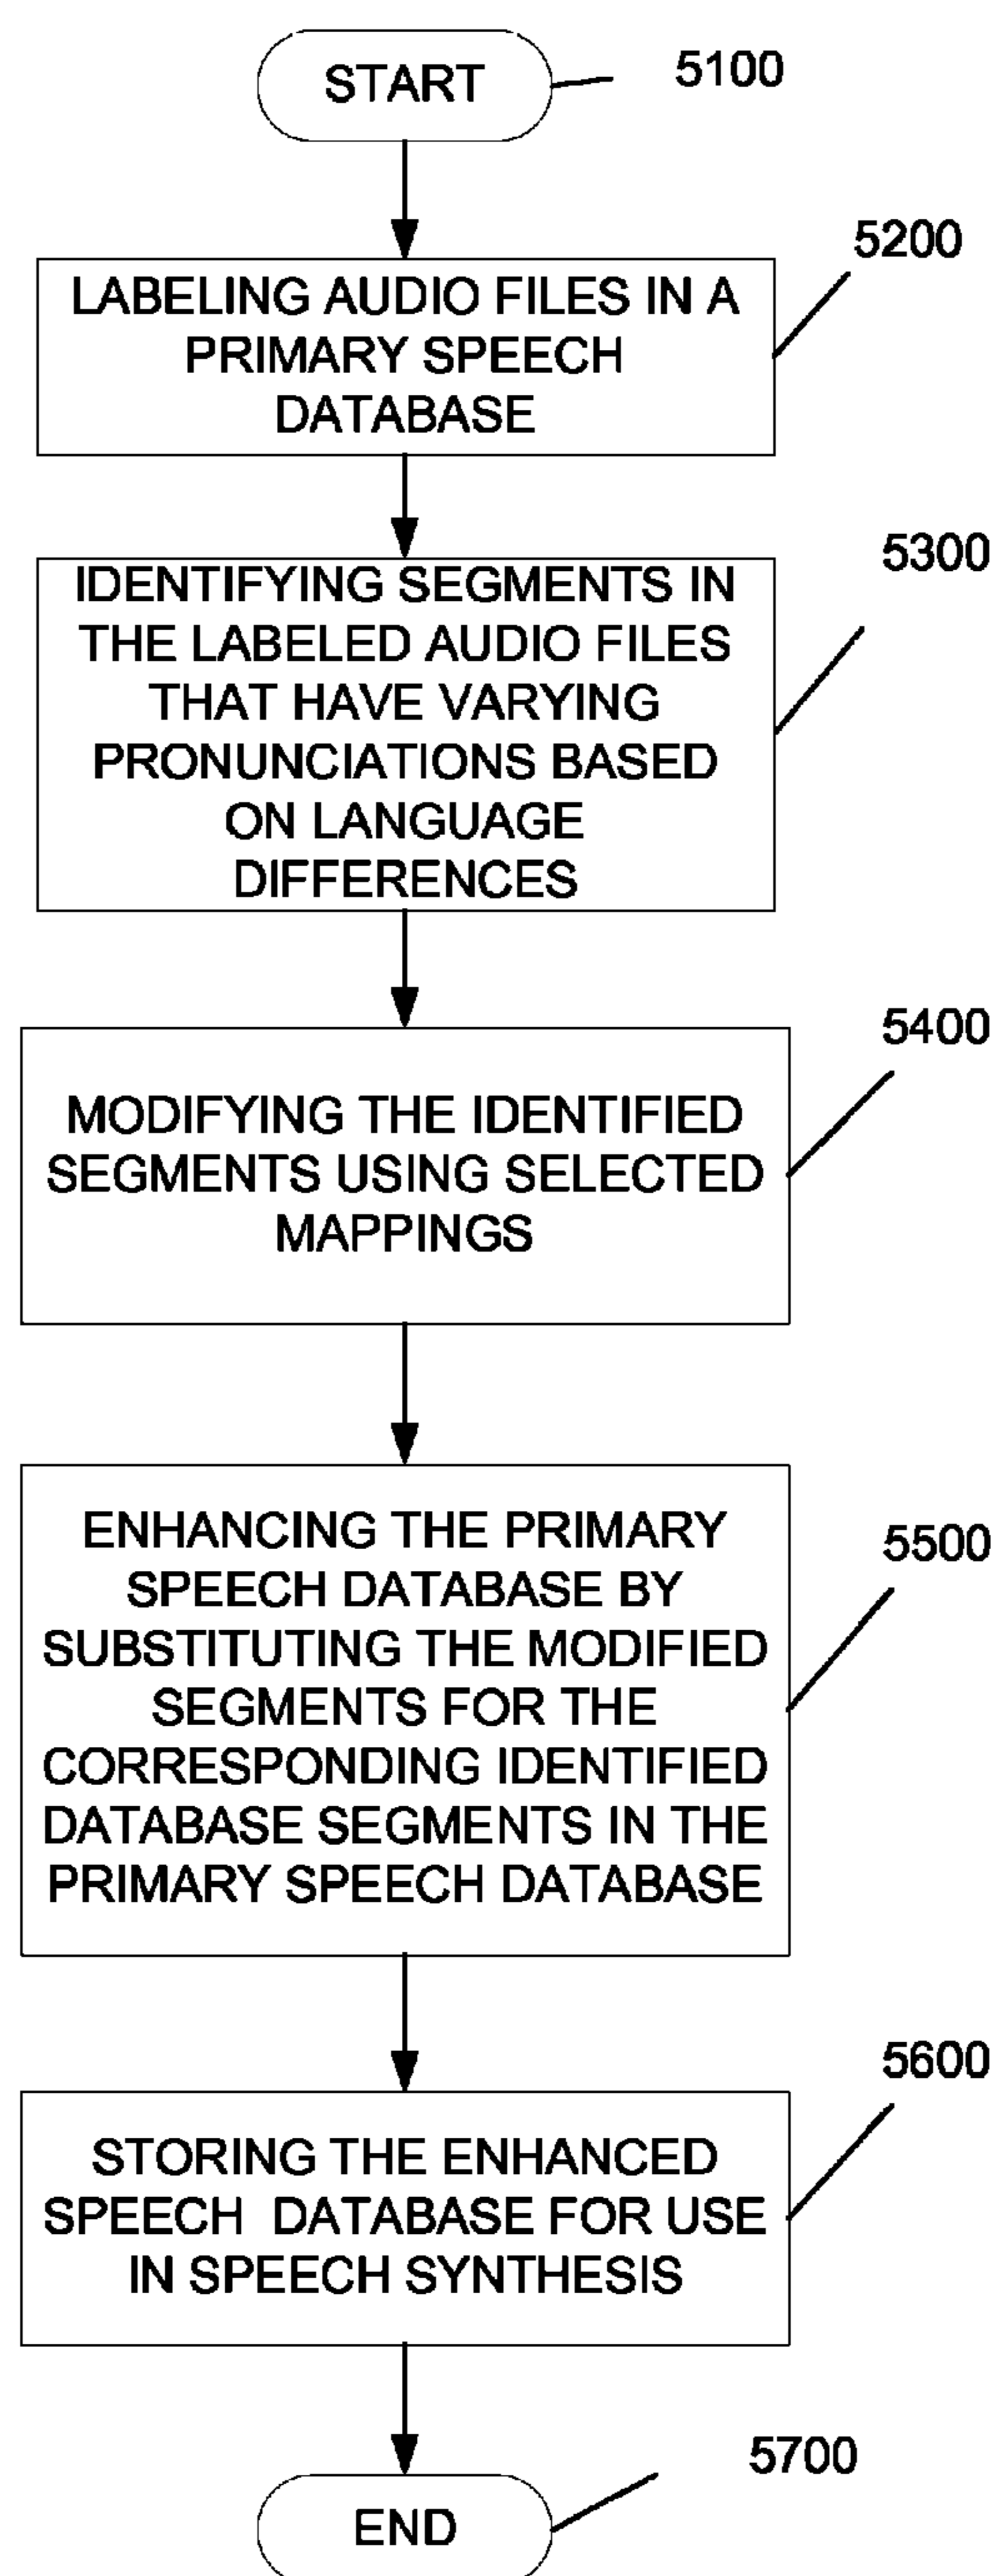 START
5100
5200
LABELING AUDIO FILES IN A
PRIMARY SPEECH
DATABASE
5300
IDENTIFYING SEGMENTS IN
THE LABELED AUDIO FILES
THAT HAVE VARYING
PRONUNCIATIONS BASED
ON LANGUAGE
DIFFERENCES
5400
MODIFYING THE IDENTIFIED
SEGMENTS USING SELECTED
MAPPINGS
5500
ENHANCING THE PRIMARY
SPEECH DATABASE BY
SUBSTITUTING THE MODIFIED
SEGMENTS FOR THE
CORRESPONDING IDENTIFIED
DATABASE SEGMENTS IN THE
PRIMARY SPEECH DATABASE
5600
STORING THE ENHANCED
SPEECH DATABASE FOR USE
IN SPEECH SYNTHESIS
5700
END